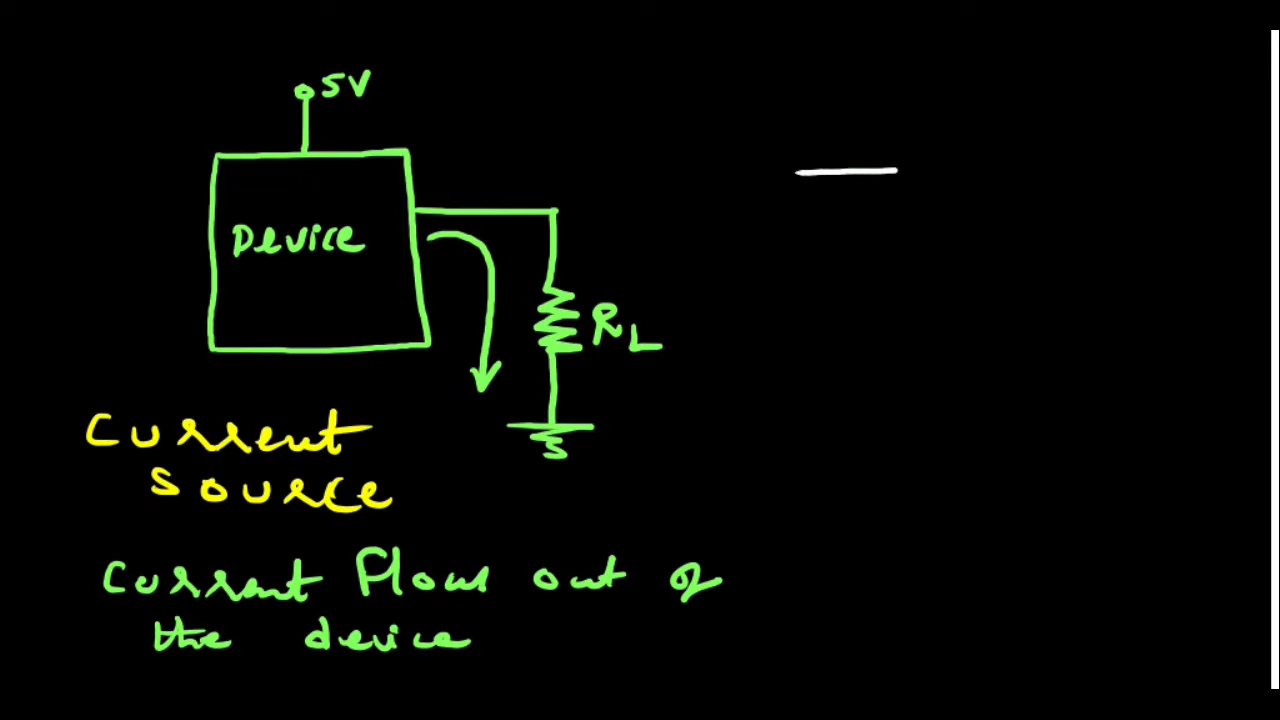 5V
Device
RL
Current
Source
Current Flow out of
the device